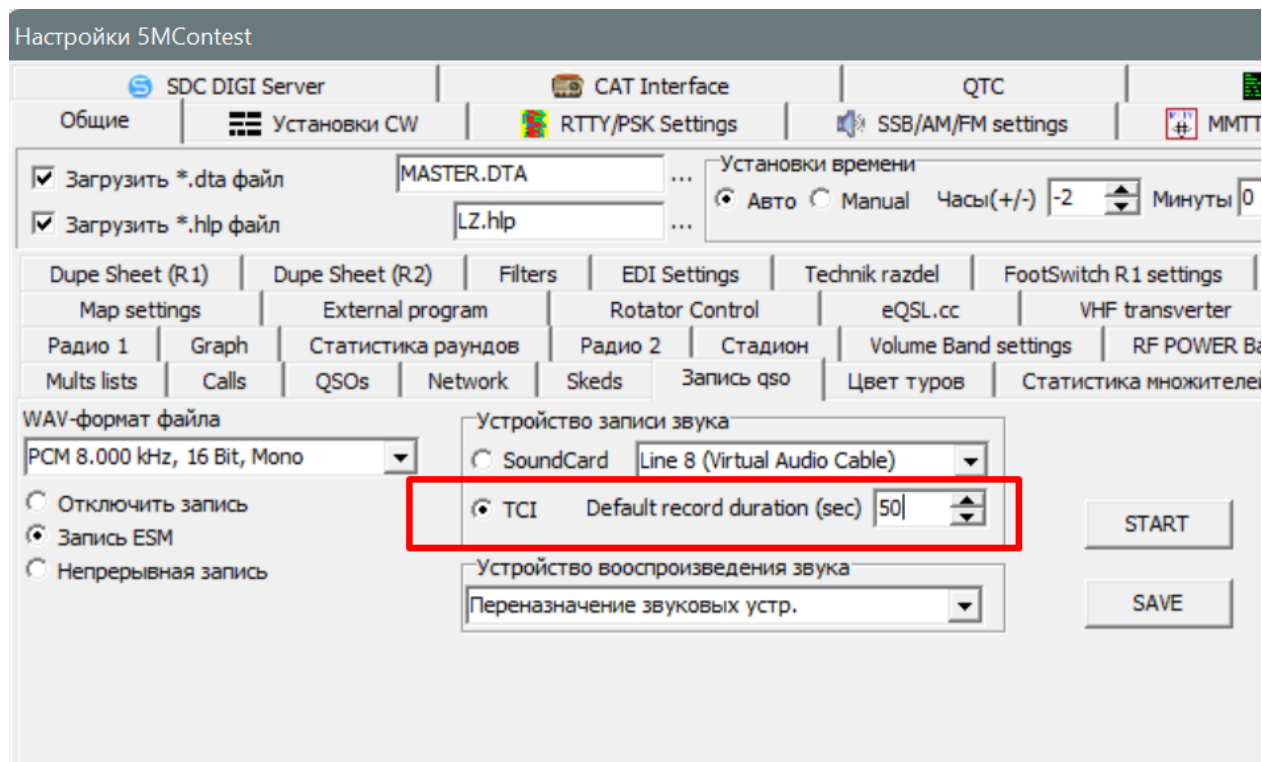 Настройки 5MContest
SDC DIGI Server CAT Interface QTC
Общие Установки CW RTTY/PSK Settings SSB/AM/FM settings
Загрузить *.dta файл MASTER.DTA ... Установки времени
Авто Manual Часы(+/-) -2 Минуты 0
Загрузить *.hlp файл LZ.hlp ...
Dupe Sheet (R1) Dupe Sheet (R2) Filters EDI Settings Technik razdel FootSwitch R1 settings
Map settings External program Rotator Control eQSL.cc VHF transverter
Радио 1 Graph Статистика раундов Радио 2 Стадион Volume Band settings RF POWER
Mults lists Calls QSOs Network Skeds Запись qso Цвет туров Статистика множителей
WAV-формат файла Устройство записи звука
PCM 8.000 kHz, 16 Bit, Mono SoundCard Line 8 (Virtual Audio Cable)
Отключить запись TCI Default record duration (sec) 50 START
Запись ESM
Непрерывная запись Устройство вооспроизведения звука
Переназначение звуковых устр. SAVE